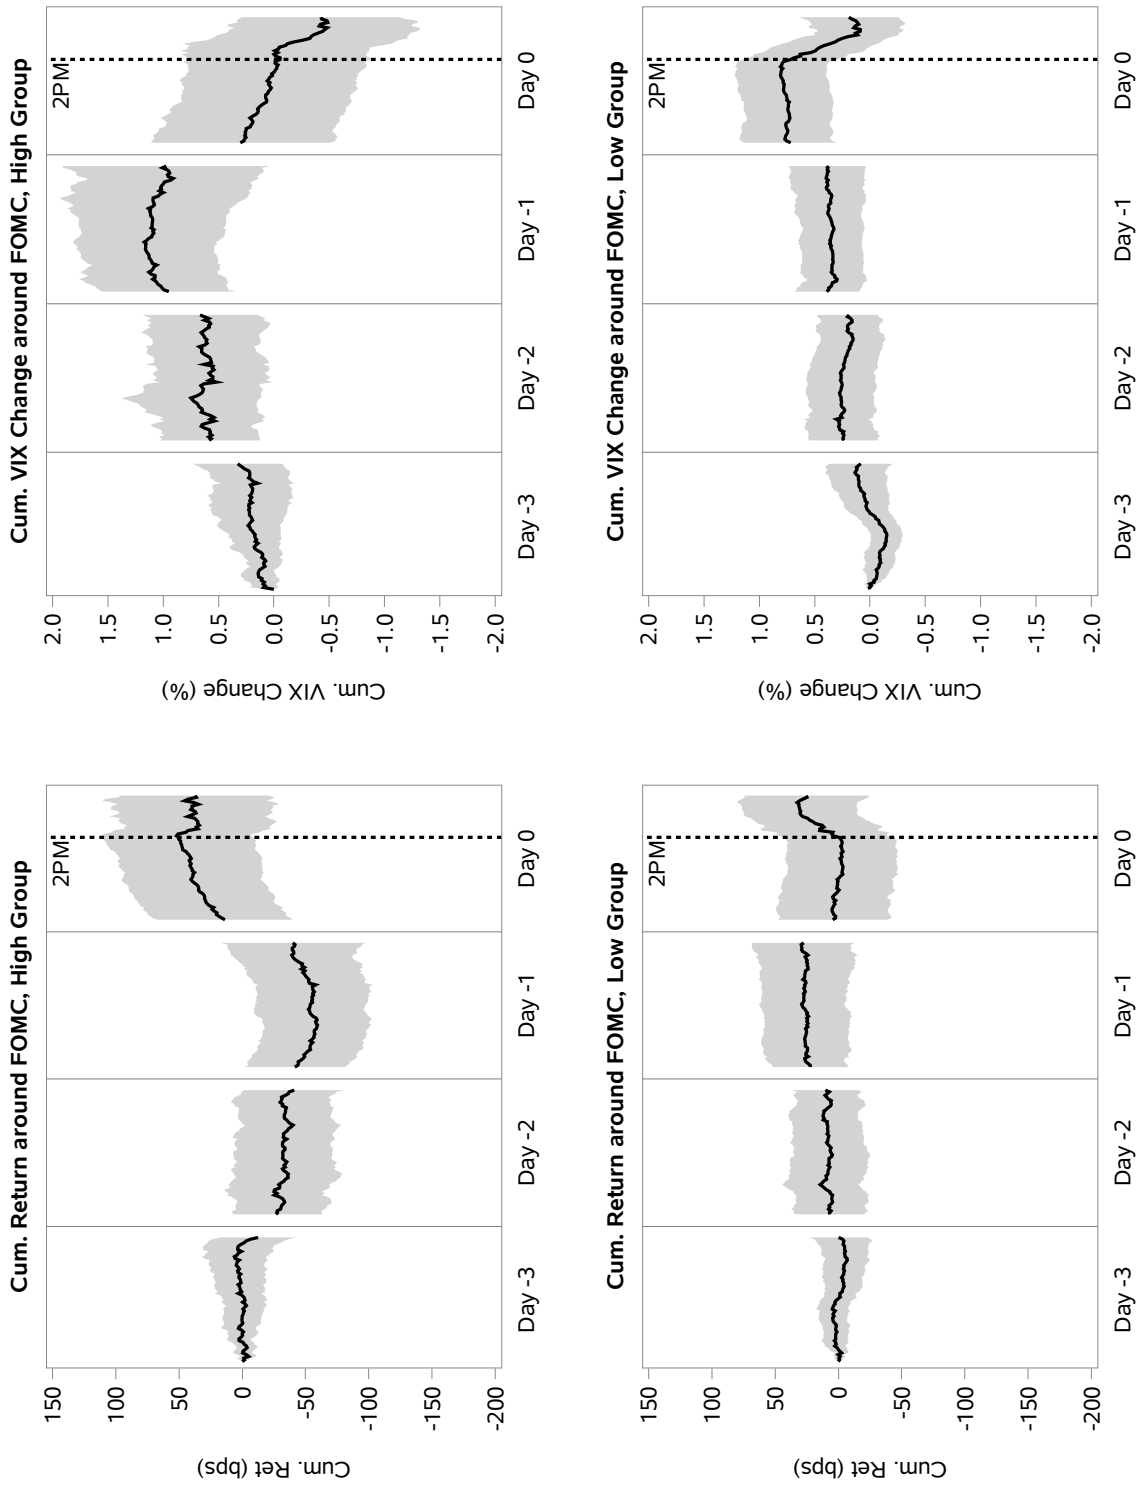 Cum. Return around FOMC, High Group
Cum. Ret (bps)
150
100
50
0
-50
-100
-150
-200
2PM
Day -3
Day -2
Day -1
Day 0
Cum. VIX Change around FOMC, High Group
Cum. VIX Change (%)
2.0
1.5
1.0
0.5
0.0
-0.5
-1.0
-1.5
-2.0
2PM
Day -3
Day -2
Day -1
Day 0
Cum. Return around FOMC, Low Group
Cum. Ret (bps)
150
100
50
0
-50
-100
-150
-200
2PM
Day -3
Day -2
Day -1
Day 0
Cum. VIX Change around FOMC, Low Group
Cum. VIX Change (%)
2.0
1.5
1.0
0.5
0.0
-0.5
-1.0
-1.5
-2.0
2PM
Day -3
Day -2
Day -1
Day 0